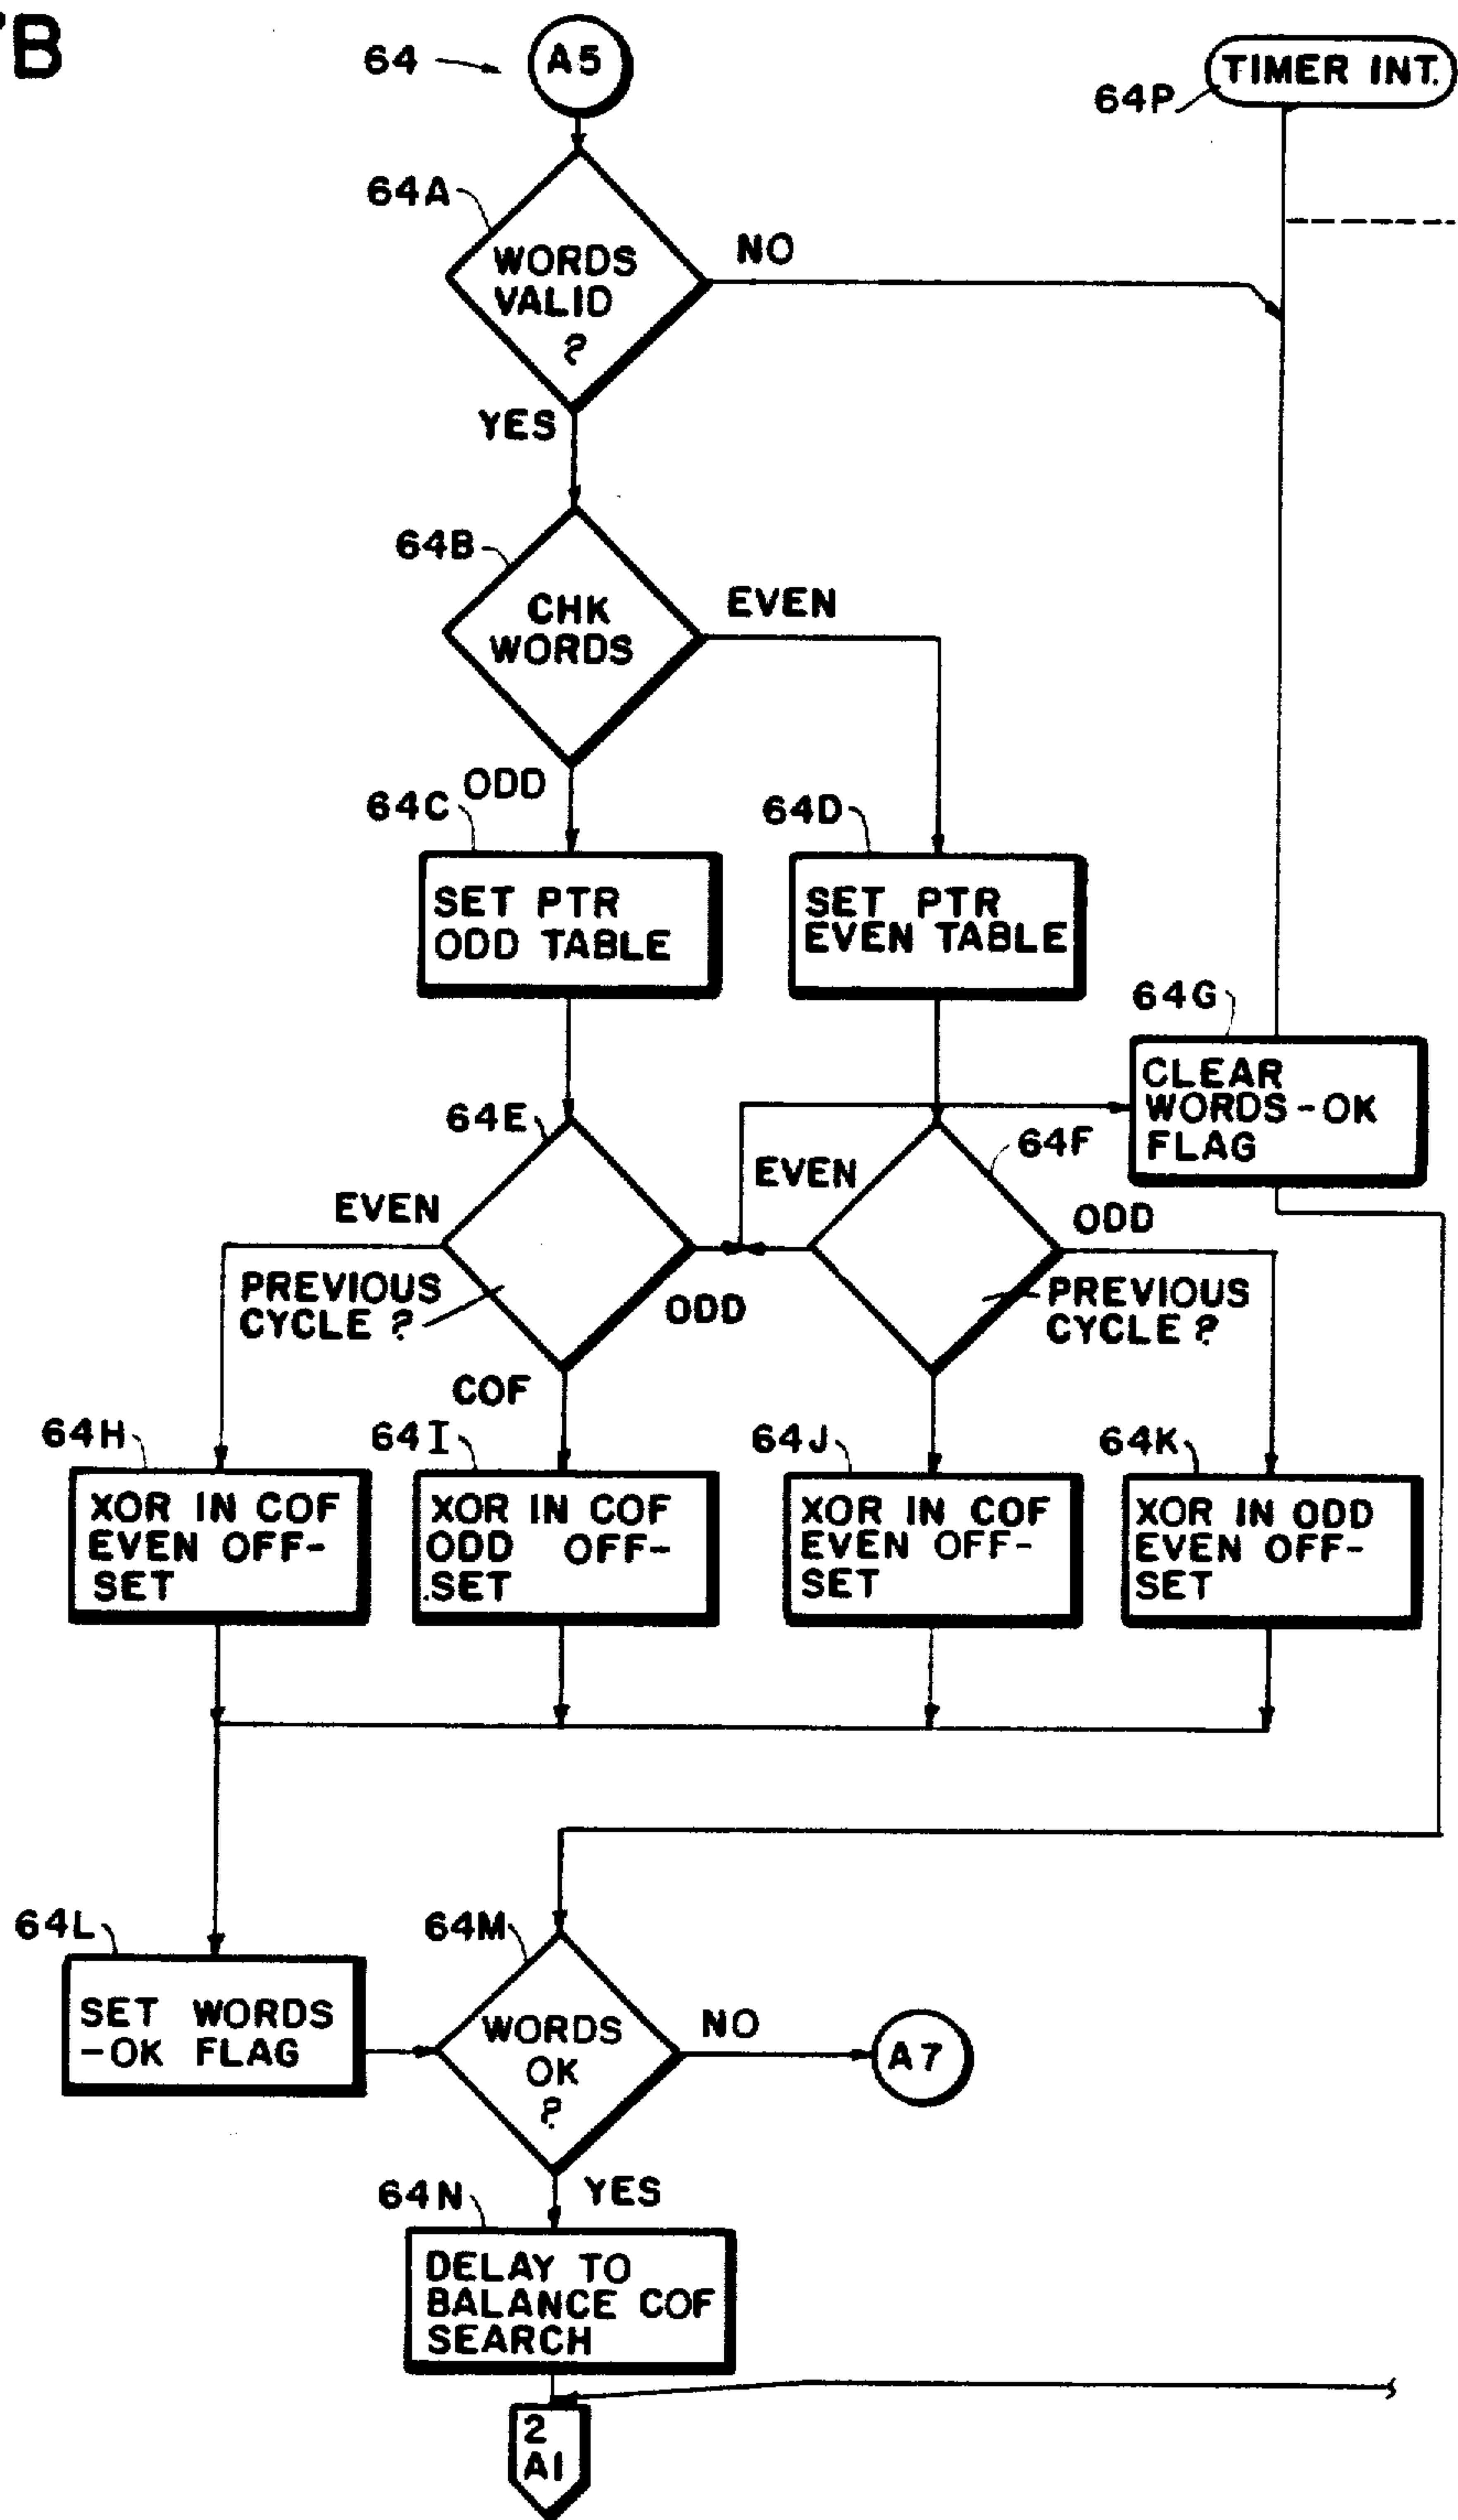 7B
64
A5
TIMER INT.
64P
64A
WORDS
VALID
?
NO
YES
64B
CHK
WORDS
EVEN
ODD
64C
64D
SET PTR
ODD TABLE
SET PTR
EVEN TABLE
64G
CLEAR
WORDS-OK
FLAG
64E
64F
EVEN
EVEN
ODD
PREVIOUS
CYCLE ?
ODD
PREVIOUS
CYCLE ?
COF
64H
64I
64J
64K
XOR IN COF
EVEN OFF-
SET
XOR IN COF
ODD OFF-
SET
XOR IN COF
EVEN OFF-
SET
XOR IN ODD
EVEN OFF-
SET
64L
64M
SET WORDS
-OK FLAG
WORDS
OK
?
NO
A7
YES
64N
DELAY TO
BALANCE COF
SEARCH
2
A1